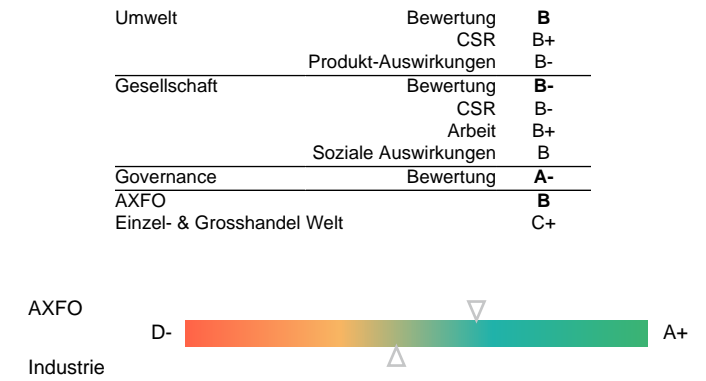 Umwelt Bewertung B
CSR B+
Produkt-Auswirkungen B-
Gesellschaft Bewertung B-
CSR B-
Arbeit B+
Soziale Auswirkungen B
Governance Bewertung A-
AXFO B
Einzel- & Grosshandel Welt C+
AXFO
D- A+
Industrie